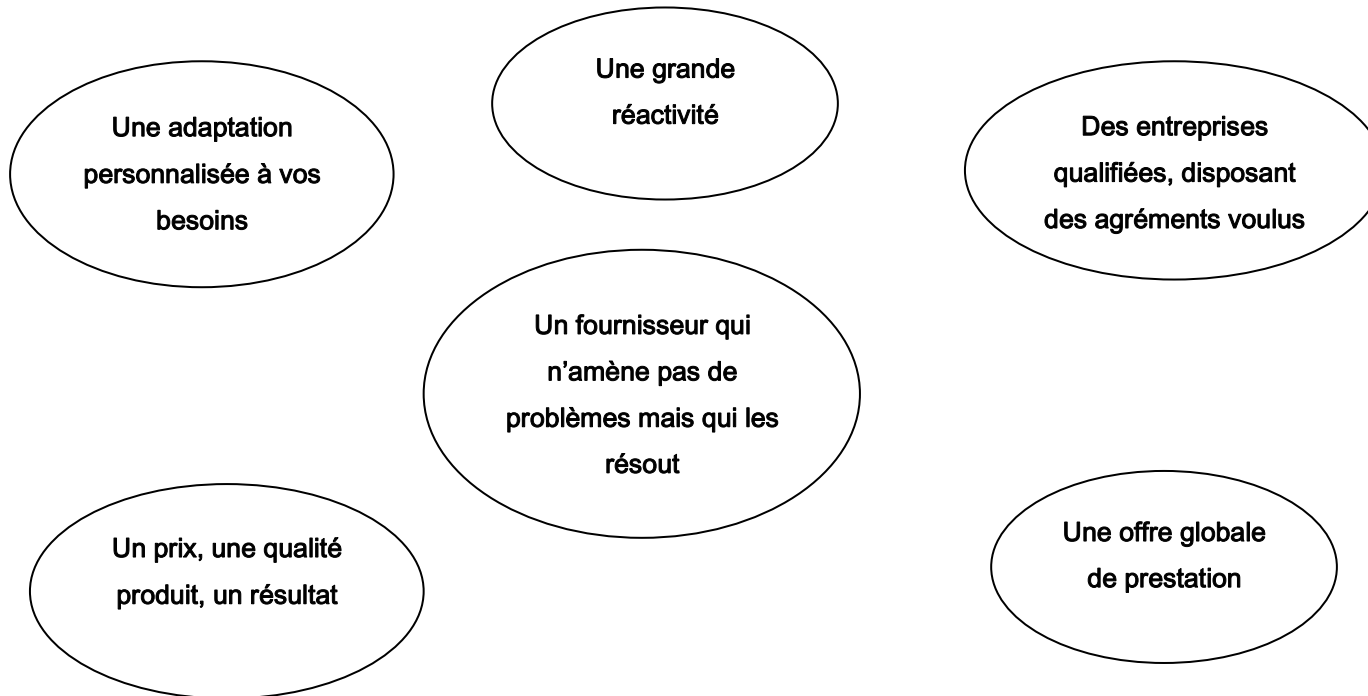 Une grande
réactivité
Une adaptation
personnalisée à vos
besoins
Des entreprises
qualifiées, disposant
des agréments voulus
Un fournisseur qui
n’amène pas de
problèmes mais qui les
résout
Un prix, une qualité
produit, un résultat
Une offre globale
de prestation